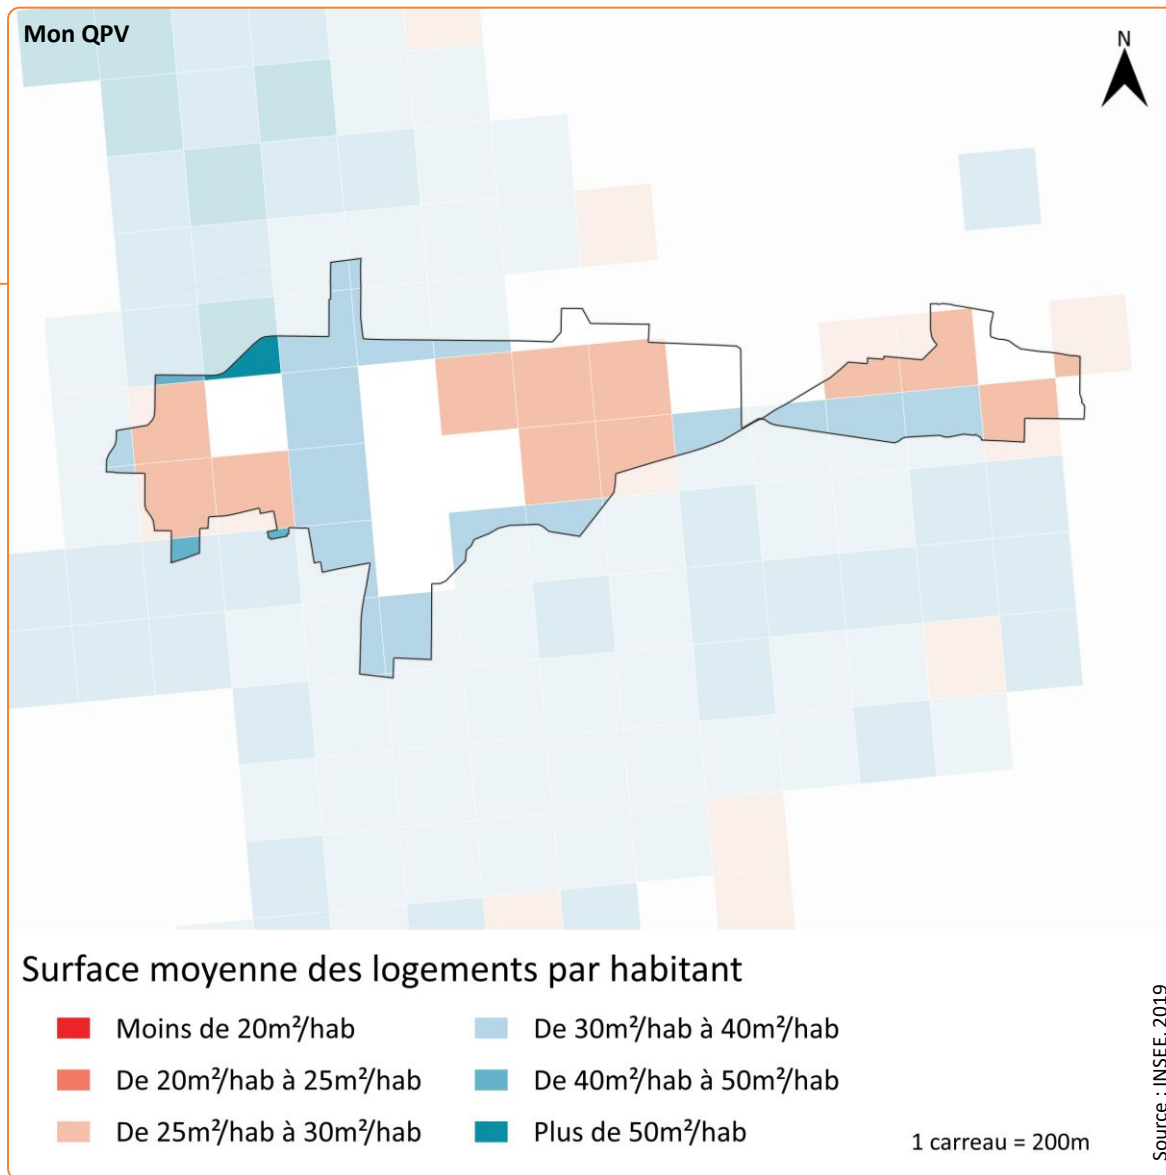 Mon QPV
N
Surface moyenne des logements par habitant
Moins de 20m²/hab
De 20m²/hab à 25m²/hab
De 25m²/hab à 30m²/hab
De 30m²/hab à 40m²/hab
De 40m²/hab à 50m²/hab
Plus de 50m²/hab
1 carreau = 200m
Source : INSEE, 2019